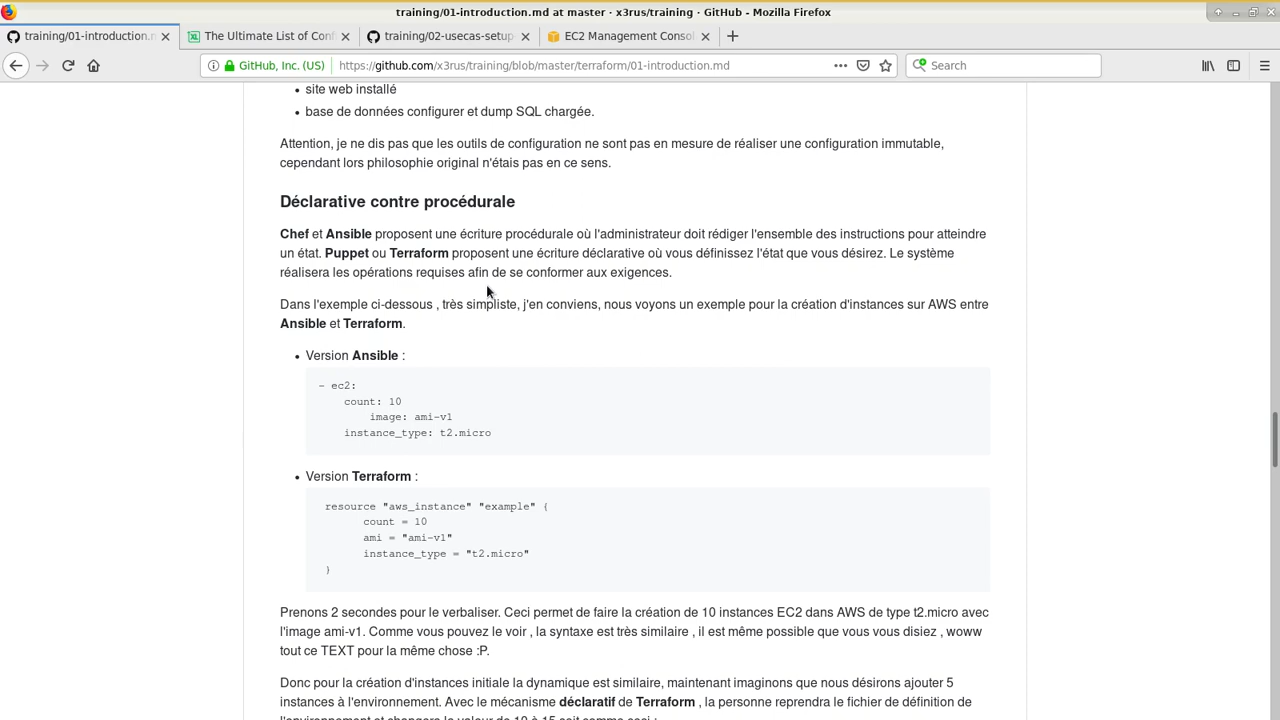 training/01-introduction.md at master · x3rus/training · GitHub - Mozilla Firefox
training/01-introduction.n
The Ultimate List of Conf
training/02-usecas-setup-
EC2 Management Consol
GitHub, Inc. (US)
https://github.com/x3rus/training/blob/master/terraform/01-introduction.md
Search
• site web installé
• base de données configurer et dump SQL chargée.
Attention, je ne dis pas que les outils de configuration ne sont pas en mesure de réaliser une configuration immutable,
cependant lors philosophie original n'étais pas en ce sens.
Déclarative contre procédurale
Chef et Ansible proposent une écriture procédurale où l'administrateur doit rédiger l'ensemble des instructions pour atteindre
un état. Puppet ou Terraform proposent une écriture déclarative où vous définissez l'état que vous désirez. Le système
réalisera les opérations requises afin de se conformer aux exigences.
Dans l'exemple ci-dessous , très simpliste, j'en conviens, nous voyons un exemple pour la création d'instances sur AWS entre
Ansible et Terraform.
• Version Ansible :
- ec2:
count: 10
image: ami-v1
instance_type: t2.micro
• Version Terraform :
resource "aws_instance" "example" {
count = 10
ami = "ami-v1"
instance_type = "t2.micro"
}
Prenons 2 secondes pour le verbaliser. Ceci permet de faire la création de 10 instances EC2 dans AWS de type t2.micro avec
l'image ami-v1. Comme vous pouvez le voir , la syntaxe est très similaire , il est même possible que vous vous disiez , woww
tout ce TEXT pour la même chose :P.
Donc pour la création d'instances initiale la dynamique est similaire, maintenant imaginons que nous désirons ajouter 5
instances à l'environnement. Avec le mécanisme déclaratif de Terraform , la personne reprendra le fichier de définition de
l'environnement et changera la valeur de 10 à 15 soit comme ceci :